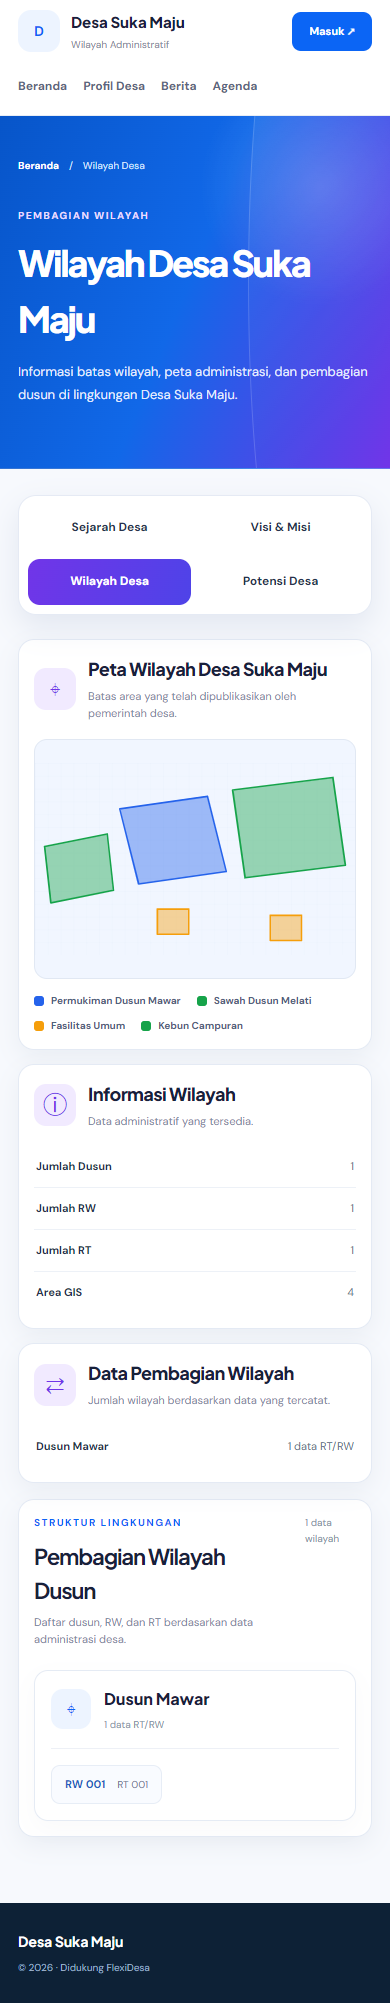 D
Desa Suka Maju
Wilayah Administratif
Masuk ↗
Beranda Profil Desa Berita Agenda
Beranda / Wilayah Desa
PEMBAGIAN WILAYAH
Wilayah Desa Suka
Maju
Informasi batas wilayah, peta administrasi, dan pembagian
dusun di lingkungan Desa Suka Maju.
Sejarah Desa Visi & Misi
Wilayah Desa Potensi Desa
Peta Wilayah Desa Suka Maju
Batas area yang telah dipublikasikan oleh
pemerintah desa.
Permukiman Dusun Mawar Sawah Dusun Melati
Fasilitas Umum Kebun Campuran
Informasi Wilayah
Data administratif yang tersedia.
Jumlah Dusun 1
Jumlah RW 1
Jumlah RT 1
Area GIS 4
Data Pembagian Wilayah
Jumlah wilayah berdasarkan data yang tercatat.
Dusun Mawar 1 data RT/RW
STRUKTUR LINGKUNGAN
Pembagian Wilayah
Dusun
Daftar dusun, RW, dan RT berdasarkan data
administrasi desa.
1 data
wilayah
Dusun Mawar
1 data RT/RW
RW 001 RT 001
Desa Suka Maju
© 2026 · Didukung FlexiDesa